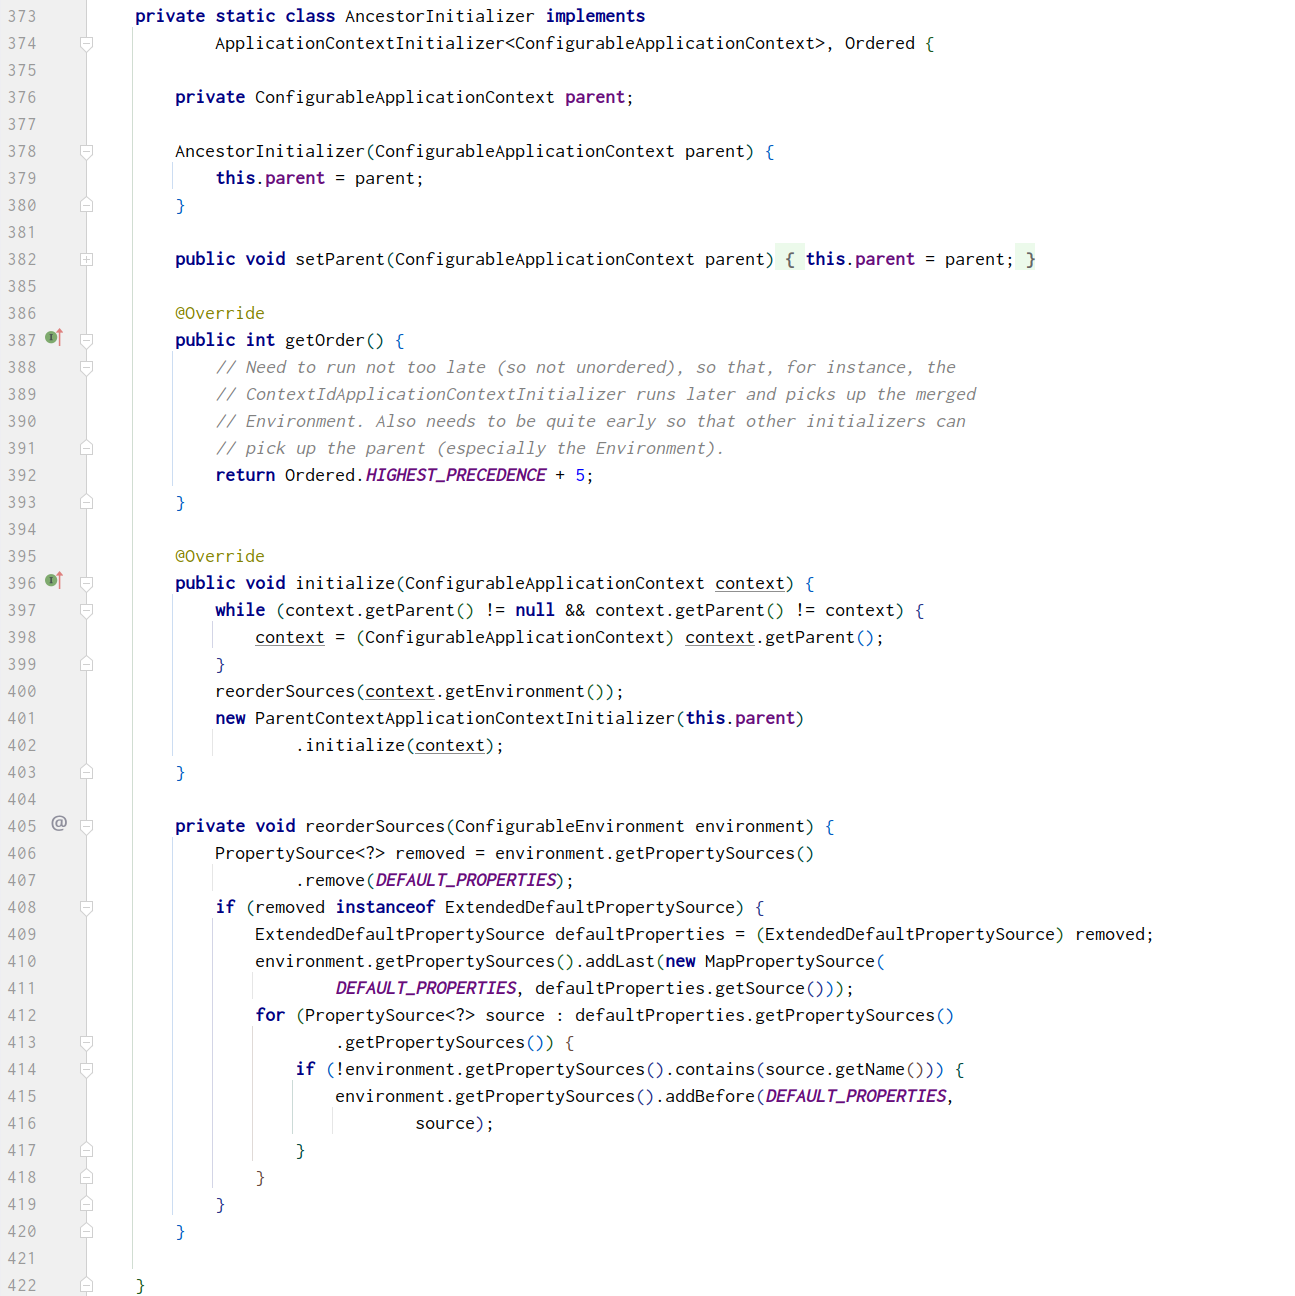 373 private static class AncestorInitializer implements
374 ApplicationContextInitializer<ConfigurableApplicationContext>, Ordered {
375
376 private ConfigurableApplicationContext parent;
377
378 AncestorInitializer(ConfigurableApplicationContext parent) {
379 this.parent = parent;
380 }
381
382 public void setParent(ConfigurableApplicationContext parent) { this.parent = parent; }
385
386 @Override
387 public int getOrder() {
388 // Need to run not too late (so not unordered), so that, for instance, the
389 // ContextIdApplicationContextInitializer runs later and picks up the merged
390 // Environment. Also needs to be quite early so that other initializers can
391 // pick up the parent (especially the Environment).
392 return Ordered.HIGHEST_PRECEDENCE + 5;
393 }
394
395 @Override
396 public void initialize(ConfigurableApplicationContext context) {
397 while (context.getParent() != null && context.getParent() != context) {
398 context = (ConfigurableApplicationContext) context.getParent();
399 }
400 reorderSources(context.getEnvironment());
401 new ParentContextApplicationContextInitializer(this.parent)
402 .initialize(context);
403 }
404
405 @ private void reorderSources(ConfigurableEnvironment environment) {
406 PropertySource<?> removed = environment.getPropertySources()
407 .remove(DEFAULT_PROPERTIES);
408 if (removed instanceof ExtendedDefaultPropertySource) {
409 ExtendedDefaultPropertySource defaultProperties = (ExtendedDefaultPropertySource) removed;
410 environment.getPropertySources().addLast(new MapPropertySource(
411 DEFAULT_PROPERTIES, defaultProperties.getSource()));
412 for (PropertySource<?> source : defaultProperties.getPropertySources()
413 .getPropertySources()) {
414 if (!environment.getPropertySources().contains(source.getName())) {
415 environment.getPropertySources().addBefore(DEFAULT_PROPERTIES,
416 source);
417 }
418 }
419 }
420 }
421
422 }